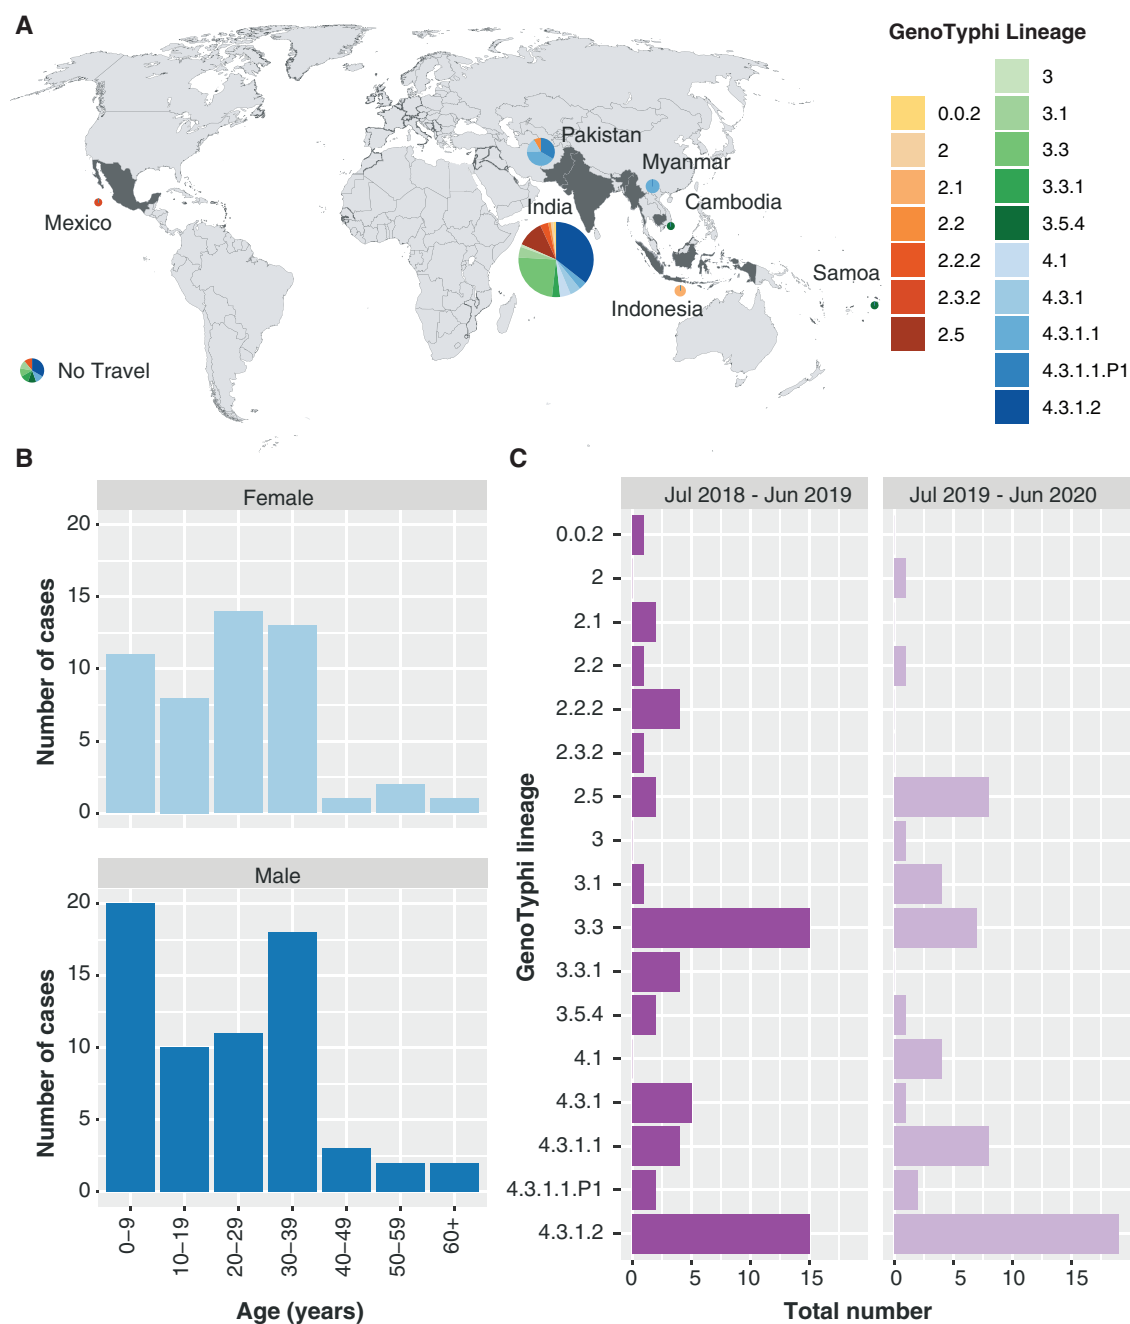 A
GenoTyphi Lineage
0.0.2
2
2.1
2.2
2.2.2
2.3.2
2.5
3
3.1
3.3
3.3.1
3.5.4
4.1
4.3.1
4.3.1.1
4.3.1.1.P1
4.3.1.2
Pakistan
Myanmar
Cambodia
India
Mexico
Samoa
Indonesia
No Travel
B
Female
20
15
10
5
0
Number of cases
Male
20
15
10
5
0
Number of cases
0–9
10–19
20–29
30–39
40–49
50–59
60+
Age (years)
C
Jul 2018 - Jun 2019
Jul 2019 - Jun 2020
GenoTyphi lineage
0.0.2
2
2.1
2.2
2.2.2
2.3.2
2.5
3
3.1
3.3
3.3.1
3.5.4
4.1
4.3.1
4.3.1.1
4.3.1.1.P1
4.3.1.2
0 5 10 15
0 5 10 15
Total number